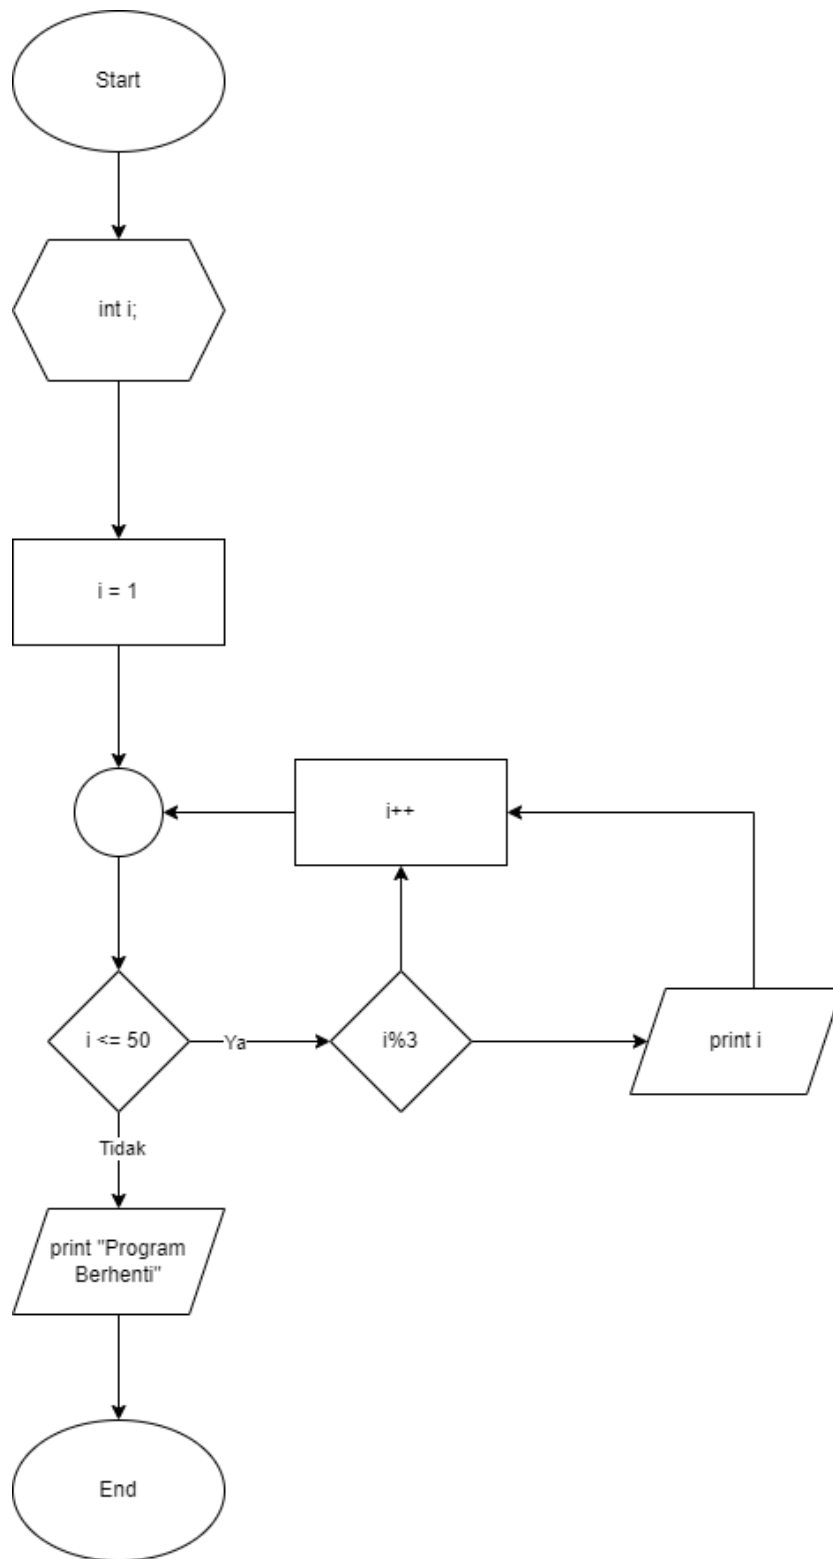 Start
int i;
i = 1
i++
i <= 50
Ya
i%3
print i
Tidak
print "Program
Berhenti"
End